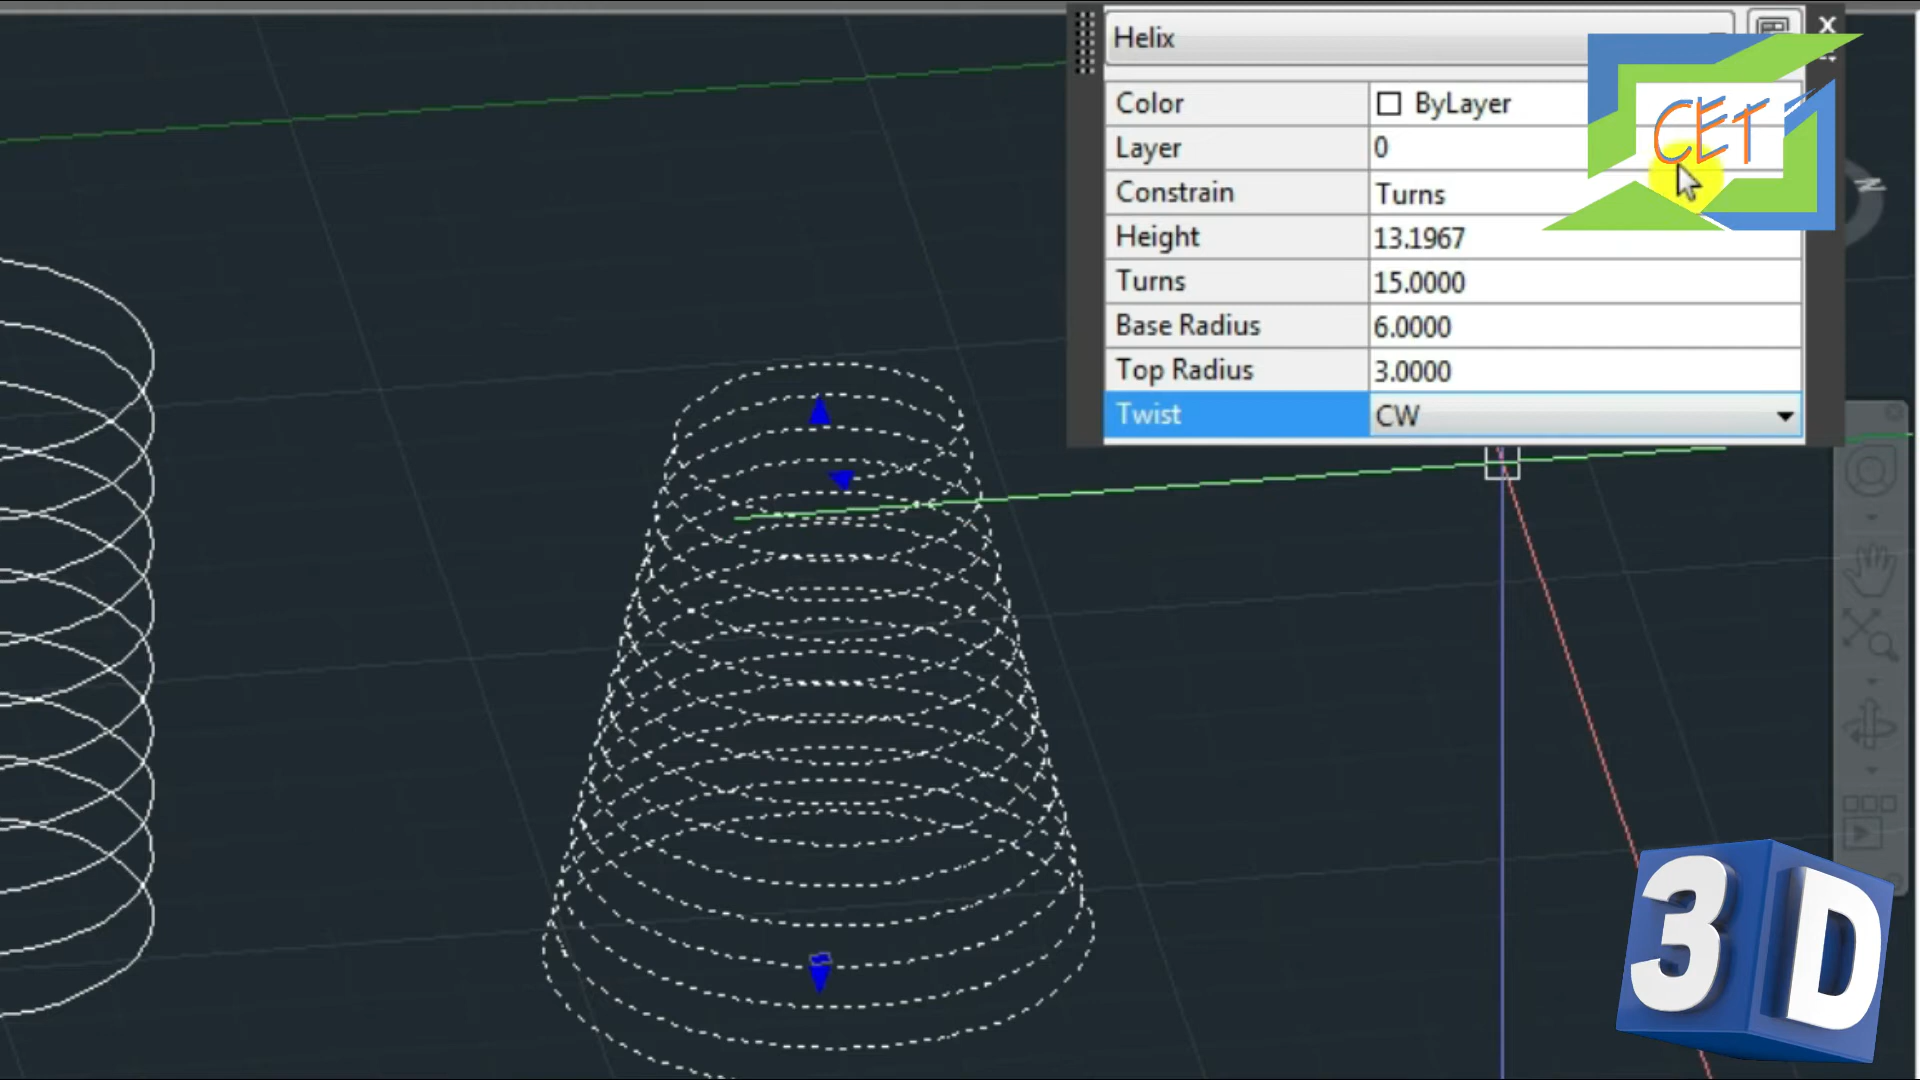 Helix
Color ByLayer
Layer 0
Constrain Turns
Height 13.1967
Turns 15.0000
Base Radius 6.0000
Top Radius 3.0000
Twist CW
CET
3D